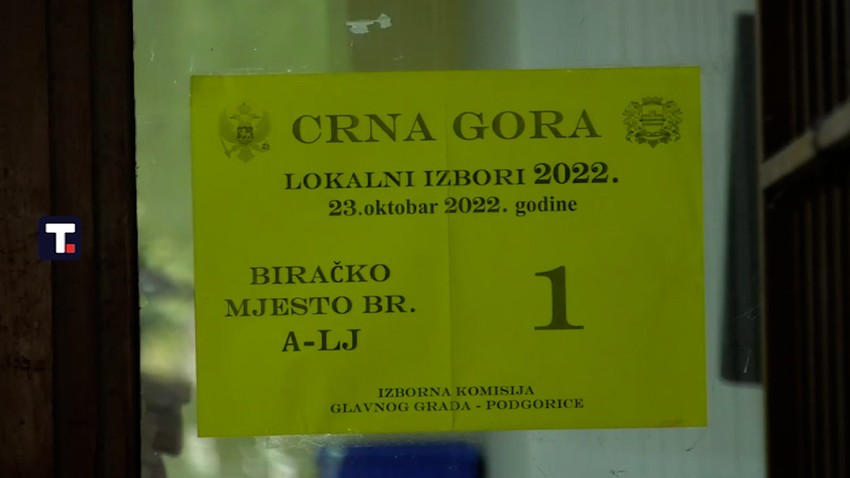 CRNA GORA
LOKALNI IZBORI 2022.
23.oktobar 2022. godine
BIRAČKO
MJESTO BR.
A-LJ
1
IZBORNA KOMISIJA
GLAVNOG GRADA - PODGORICE
T.